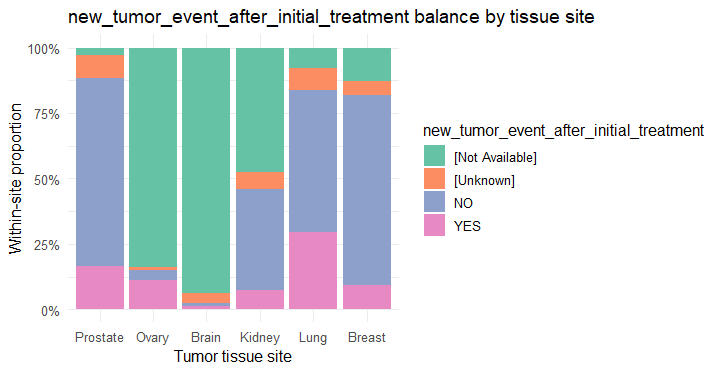 new_tumor_event_after_initial_treatment balance by tissue site
100%
75%
50%
25%
0%
Within-site proportion
Prostate Ovary Brain Kidney Lung Breast
Tumor tissue site
new_tumor_event_after_initial_treatment
[Not Available]
[Unknown]
NO
YES